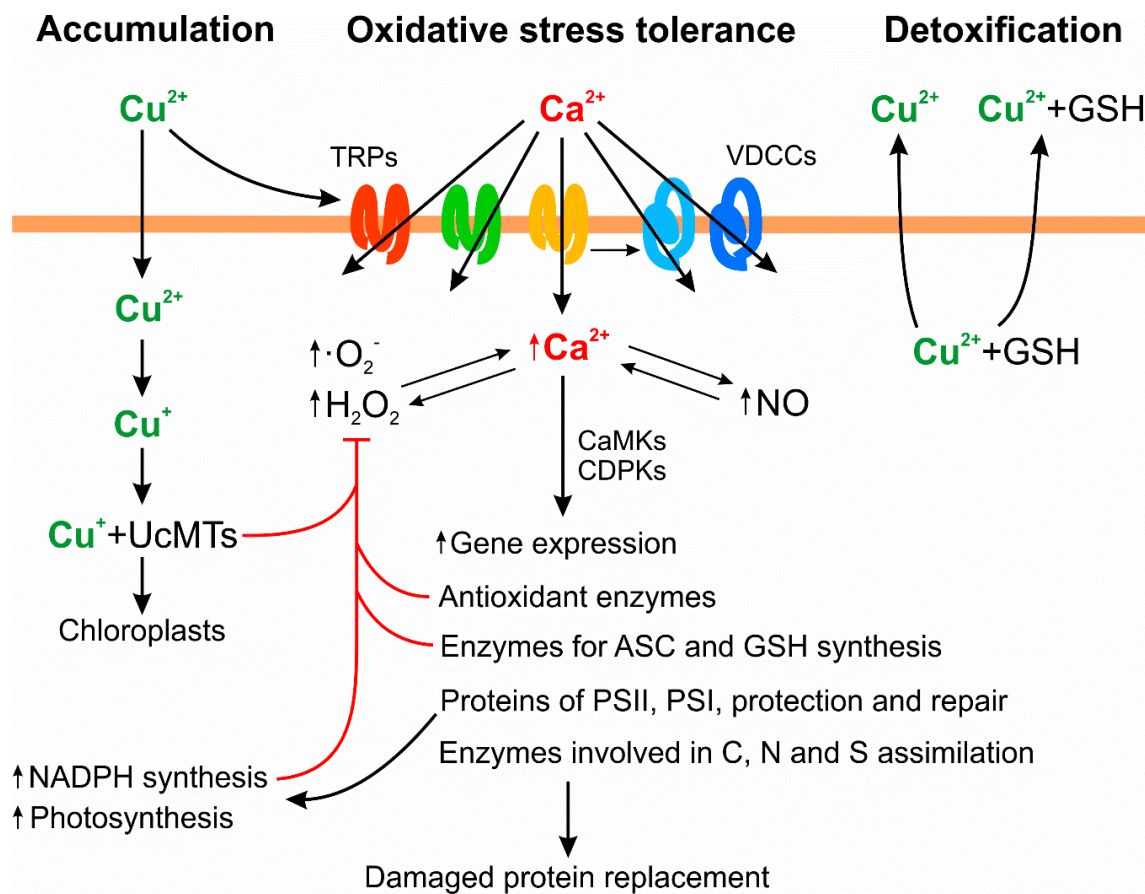 Accumulation
Oxidative stress tolerance
Detoxification
Cu²⁺
Ca²⁺
Cu²⁺
Cu²⁺+GSH
TRPs
VDCCs
Cu²⁺
↑·O₂⁻
↑Ca²⁺
Cu²⁺+GSH
↑H₂O₂
↑NO
Cu⁺
CaMKs
CDPKs
Cu⁺+UcMTs
↑Gene expression
Antioxidant enzymes
Chloroplasts
Enzymes for ASC and GSH synthesis
Proteins of PSII, PSI, protection and repair
Enzymes involved in C, N and S assimilation
↑NADPH synthesis
↑Photosynthesis
Damaged protein replacement